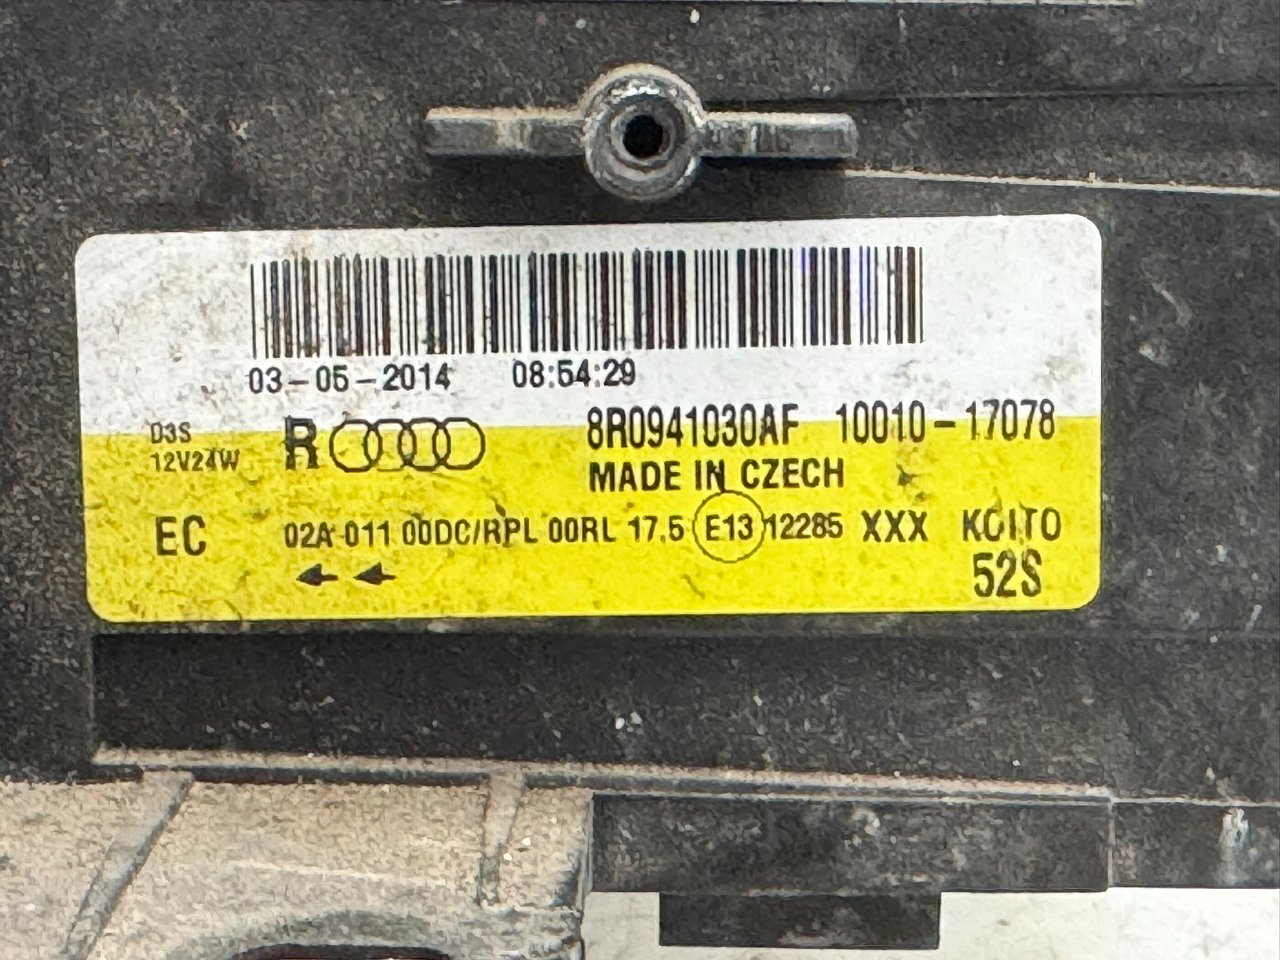 03-05-2014 08:54:29
D3S
12V24W
R
8R0941030AF 10010-17078
MADE IN CZECH
EC
02A 011 00DC/RPL 00RL 17.5 E13 12285 XXX KOITO
52S